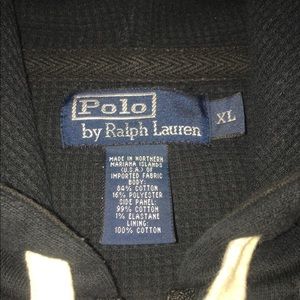 Polo
by Ralph Lauren
XL
MADE IN NORTHERN
MARIANA ISLANDS
(U.S.A.) OF
IMPORTED FABRIC
BODY:
84% COTTON
16% POLYESTER
SIDE PANEL:
99% COTTON
1% ELASTANE
LINING:
100% COTTON